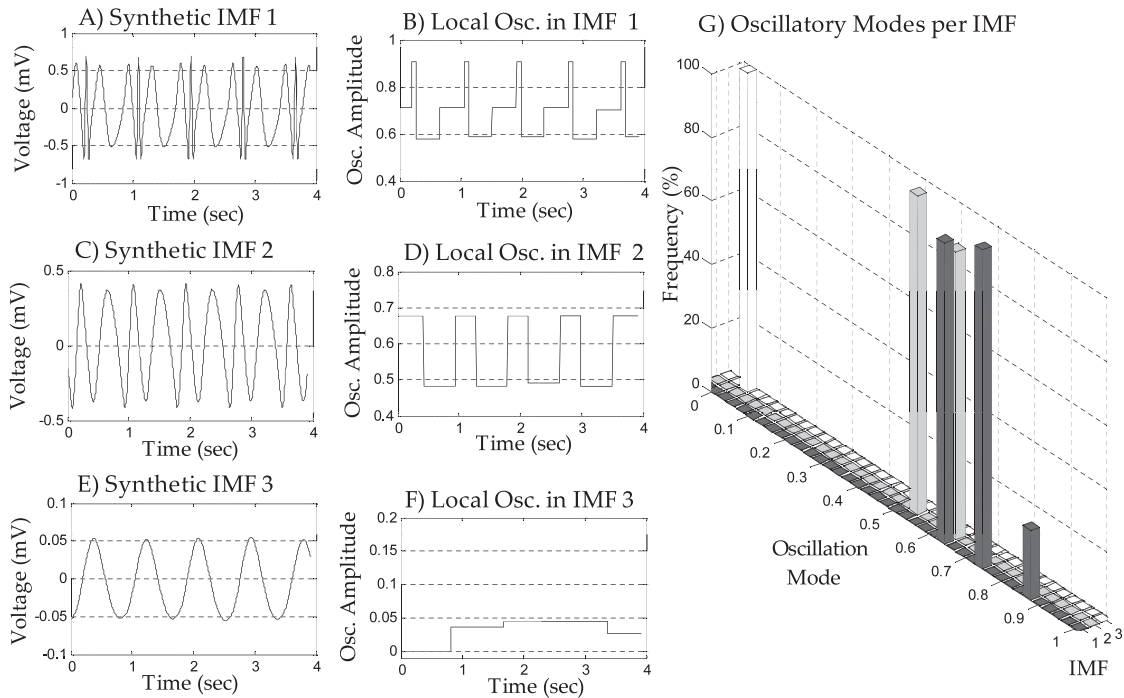 A) Synthetic IMF 1
Voltage (mV)
1
0.5
0
-0.5
-1
0 1 2 3 4
Time (sec)
B) Local Osc. in IMF 1
Osc. Amplitude
1
0.8
0.6
0.4
0 1 2 3 4
Time (sec)
C) Synthetic IMF 2
Voltage (mV)
0.5
0
-0.5
0 1 2 3 4
Time (sec)
D) Local Osc. in IMF 2
Osc. Amplitude
0.8
0.7
0.6
0.5
0.4
0 1 2 3 4
Time (sec)
E) Synthetic IMF 3
Voltage (mV)
0.1
0.05
0
-0.05
-0.1
0 1 2 3 4
Time (sec)
F) Local Osc. in IMF 3
Osc. Amplitude
0.2
0.15
0.1
0.05
0
0 1 2 3 4
Time (sec)
G) Oscillatory Modes per IMF
Frequency (%)
100
80
60
40
20
0
0 0.1 0.2 0.3 0.4 0.5 0.6 0.7 0.8 0.9 1
Oscillation
Mode
1 2 3
IMF